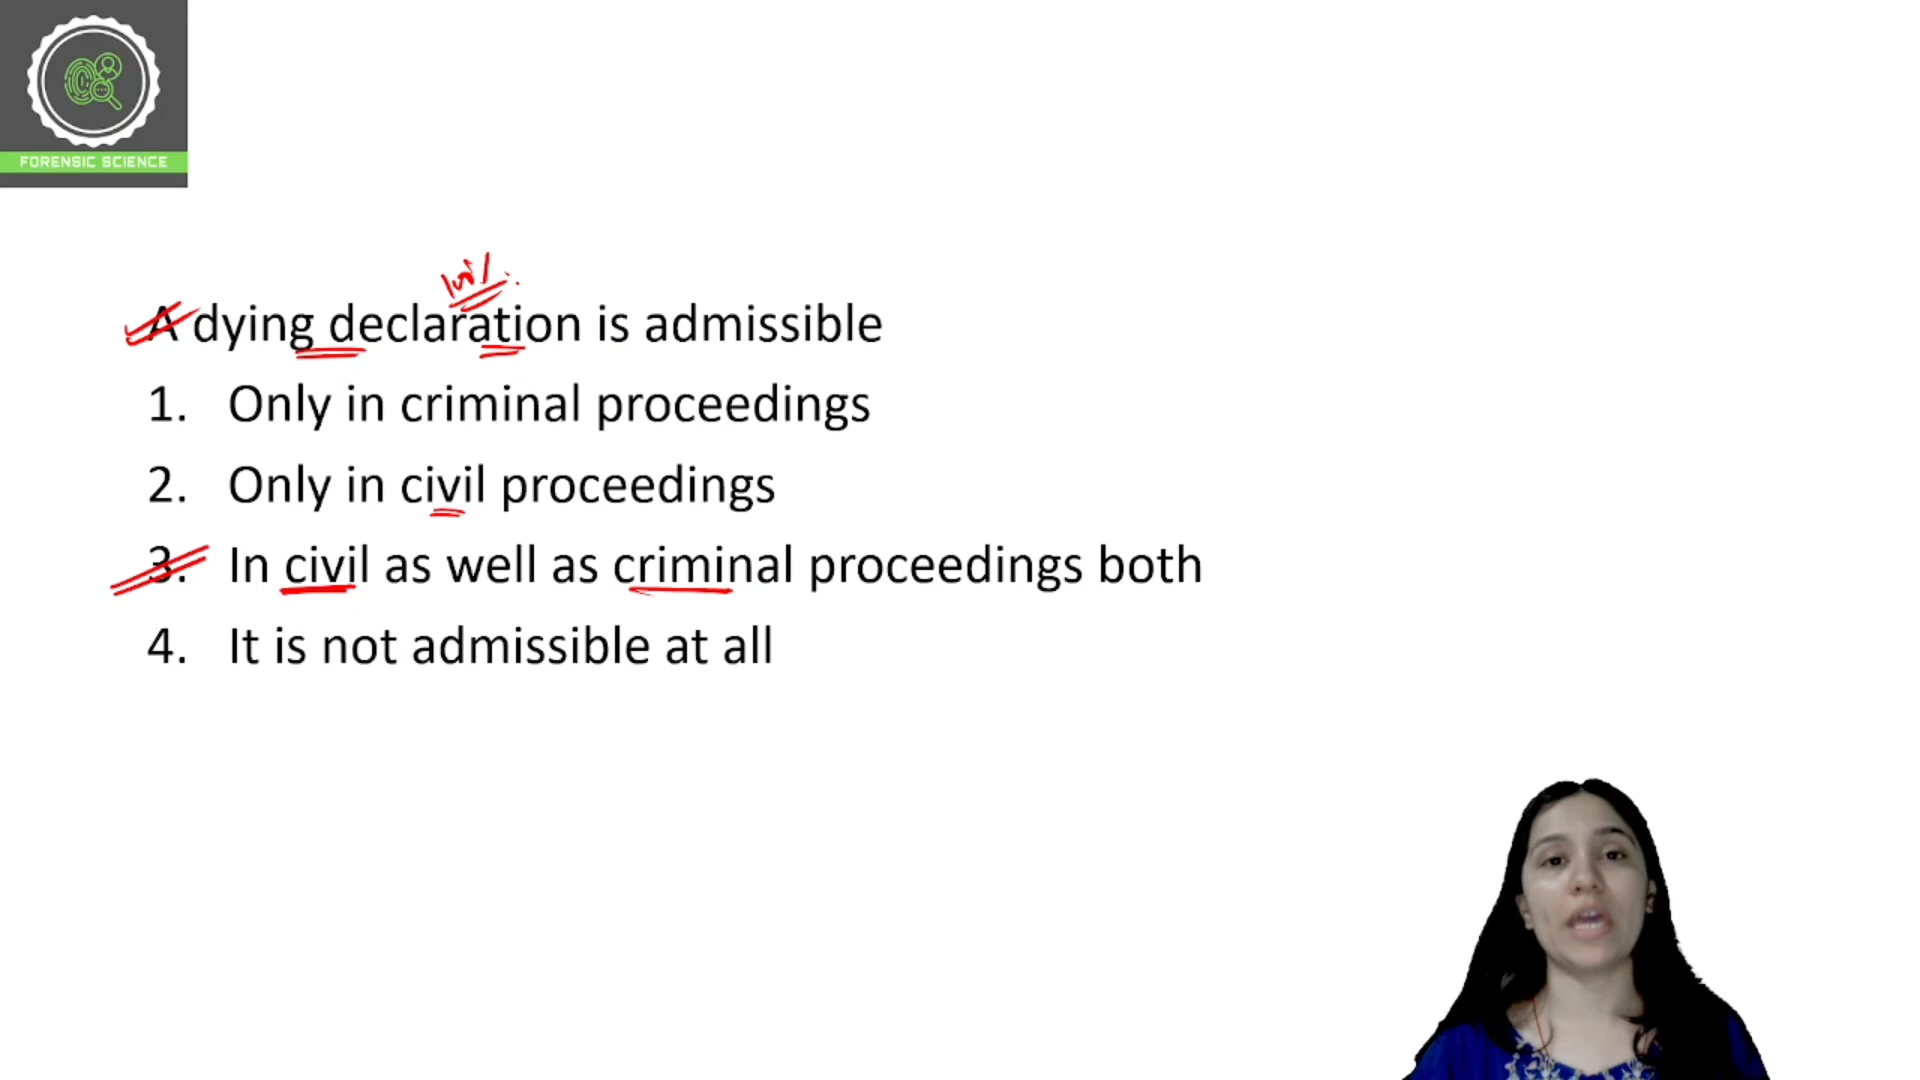 FORENSIC SCIENCE
A dying declaration is admissible
1. Only in criminal proceedings
2. Only in civil proceedings
3. In civil as well as criminal proceedings both
4. It is not admissible at all